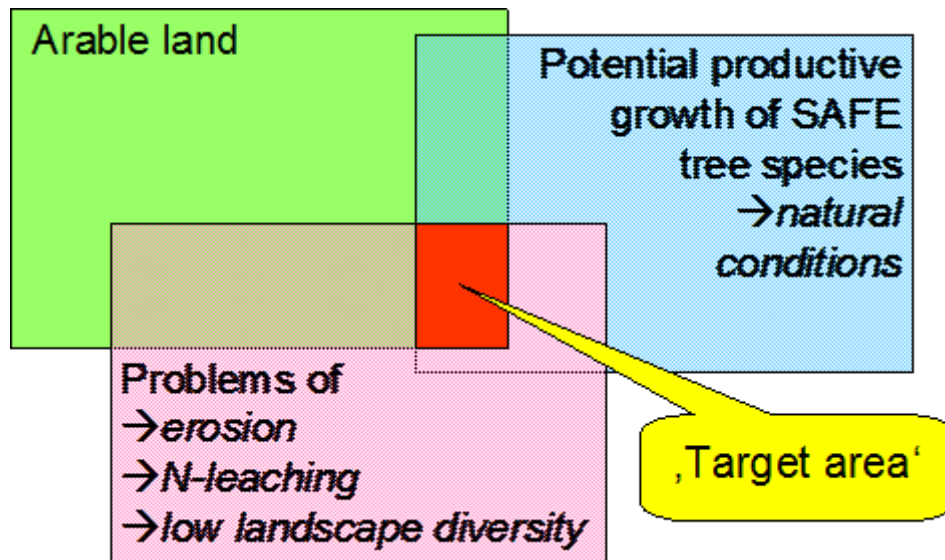 Arable land
Potential productive
growth of SAFE
tree species
→natural
conditions
Problems of
→erosion
→N-leaching
→low landscape diversity
‚Target area‘